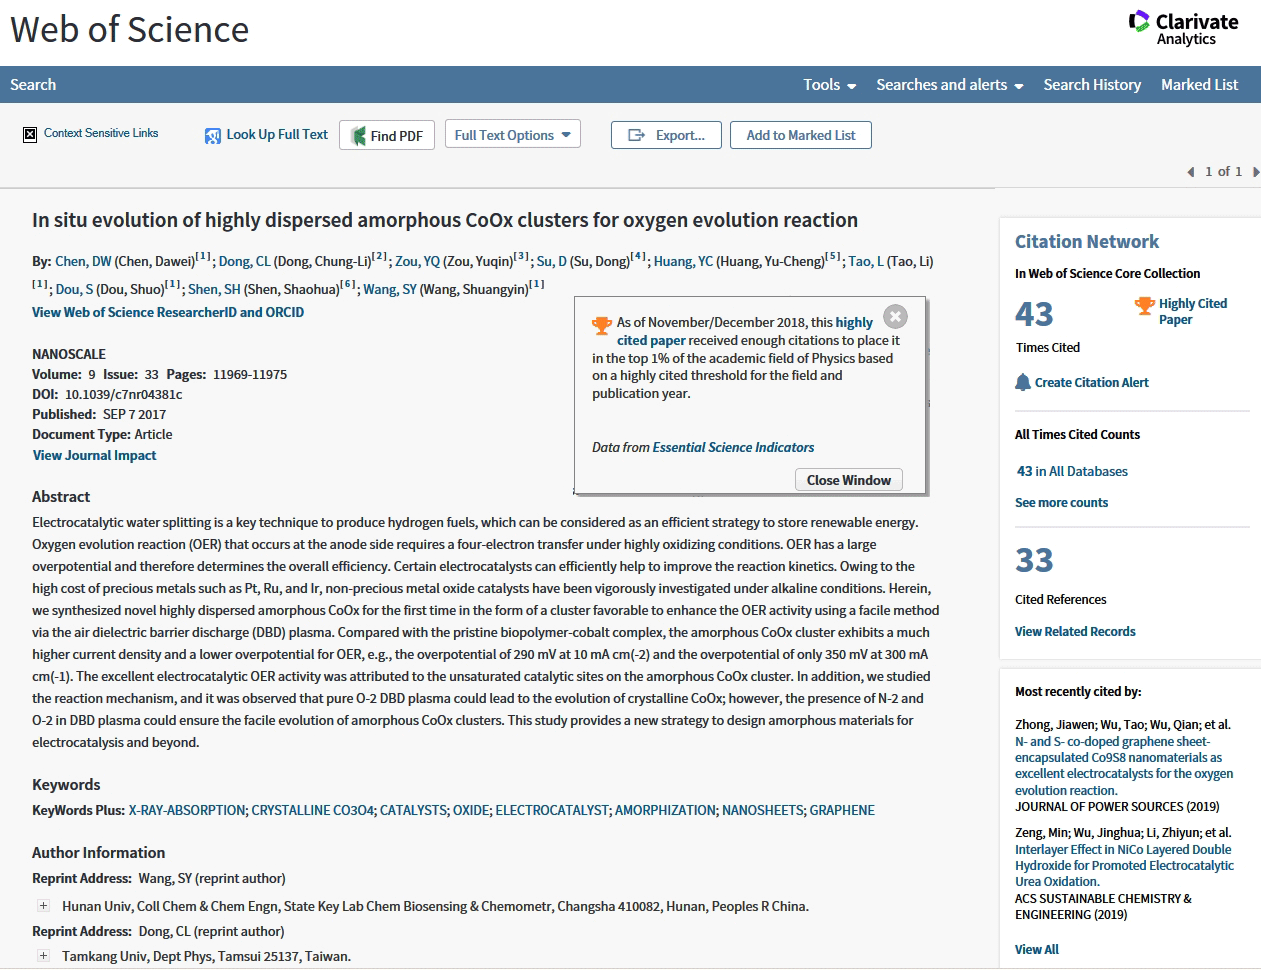 Web of Science
Clarivate
Analytics
Search
Tools
Searches and alerts
Search History
Marked List
Context Sensitive Links
Look Up Full Text
Find PDF
Full Text Options
Export...
Add to Marked List
1 of 1
In situ evolution of highly dispersed amorphous CoOx clusters for oxygen evolution reaction
By: Chen, DW (Chen, Dawei)[1]; Dong, CL (Dong, Chung-Li)[2]; Zou, YQ (Zou, Yuqin)[3]; Su, D (Su, Dong)[4]; Huang, YC (Huang, Yu-Cheng)[5]; Tao, L (Tao, Li)
[1]; Dou, S (Dou, Shuo)[1]; Shen, SH (Shen, Shaohua)[6]; Wang, SY (Wang, Shuangyin)[1]
View Web of Science ResearcherID and ORCID
NANOSCALE
Volume: 9 Issue: 33 Pages: 11969-11975
DOI: 10.1039/c7nr04381c
Published: SEP 7 2017
Document Type: Article
View Journal Impact
As of November/December 2018, this highly
cited paper received enough citations to place it
in the top 1% of the academic field of Physics based
on a highly cited threshold for the field and
publication year.
Data from Essential Science Indicators
Close Window
Abstract
Electrocatalytic water splitting is a key technique to produce hydrogen fuels, which can be considered as an efficient strategy to store renewable energy.
Oxygen evolution reaction (OER) that occurs at the anode side requires a four-electron transfer under highly oxidizing conditions. OER has a large
overpotential and therefore determines the overall efficiency. Certain electrocatalysts can efficiently help to improve the reaction kinetics. Owing to the
high cost of precious metals such as Pt, Ru, and Ir, non-precious metal oxide catalysts have been vigorously investigated under alkaline conditions. Herein,
we synthesized novel highly dispersed amorphous CoOx for the first time in the form of a cluster favorable to enhance the OER activity using a facile method
via the air dielectric barrier discharge (DBD) plasma. Compared with the pristine biopolymer-cobalt complex, the amorphous CoOx cluster exhibits a much
higher current density and a lower overpotential for OER, e.g., the overpotential of 290 mV at 10 mA cm(-2) and the overpotential of only 350 mV at 300 mA
cm(-1). The excellent electrocatalytic OER activity was attributed to the unsaturated catalytic sites on the amorphous CoOx cluster. In addition, we studied
the reaction mechanism, and it was observed that pure O-2 DBD plasma could lead to the evolution of crystalline CoOx; however, the presence of N-2 and
O-2 in DBD plasma could ensure the facile evolution of amorphous CoOx clusters. This study provides a new strategy to design amorphous materials for
electrocatalysis and beyond.
Keywords
KeyWords Plus: X-RAY-ABSORPTION; CRYSTALLINE CO3O4; CATALYSTS; OXIDE; ELECTROCATALYST; AMORPHIZATION; NANOSHEETS; GRAPHENE
Author Information
Reprint Address: Wang, SY (reprint author)
Hunan Univ, Coll Chem & Chem Engn, State Key Lab Chem Biosensing & Chemometr, Changsha 410082, Hunan, Peoples R China.
Reprint Address: Dong, CL (reprint author)
Tamkang Univ, Dept Phys, Tamsui 25137, Taiwan.
Citation Network
In Web of Science Core Collection
43
Highly Cited
Paper
Times Cited
Create Citation Alert
All Times Cited Counts
43 in All Databases
See more counts
33
Cited References
View Related Records
Most recently cited by:
Zhong, Jiawen; Wu, Tao; Wu, Qian; et al.
N- and S- co-doped graphene sheet-
encapsulated Co9S8 nanomaterials as
excellent electrocatalysts for the oxygen
evolution reaction.
JOURNAL OF POWER SOURCES (2019)
Zeng, Min; Wu, Jinghua; Li, Zhiyun; et al.
Interlayer Effect in NiCo Layered Double
Hydroxide for Promoted Electrocatalytic
Urea Oxidation.
ACS SUSTAINABLE CHEMISTRY &
ENGINEERING (2019)
View All